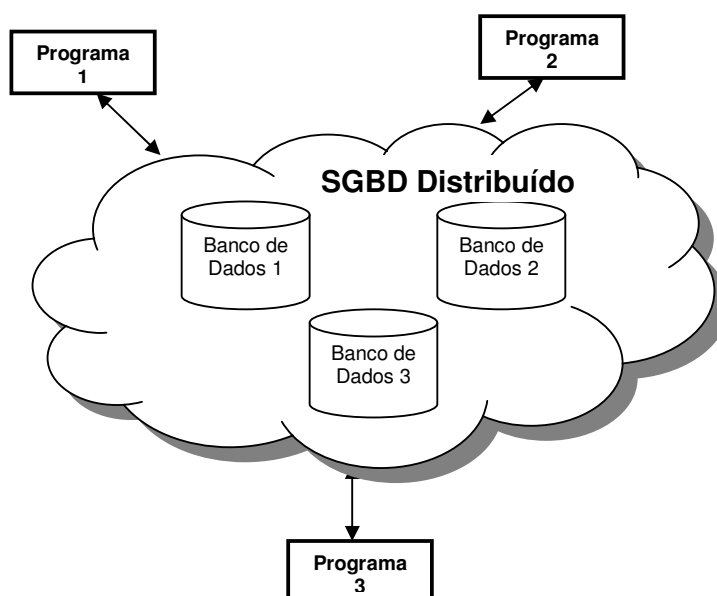 Programa
1
Programa
2
SGBD Distribuído
Banco de
Dados 1
Banco de
Dados 2
Banco de
Dados 3
Programa
3